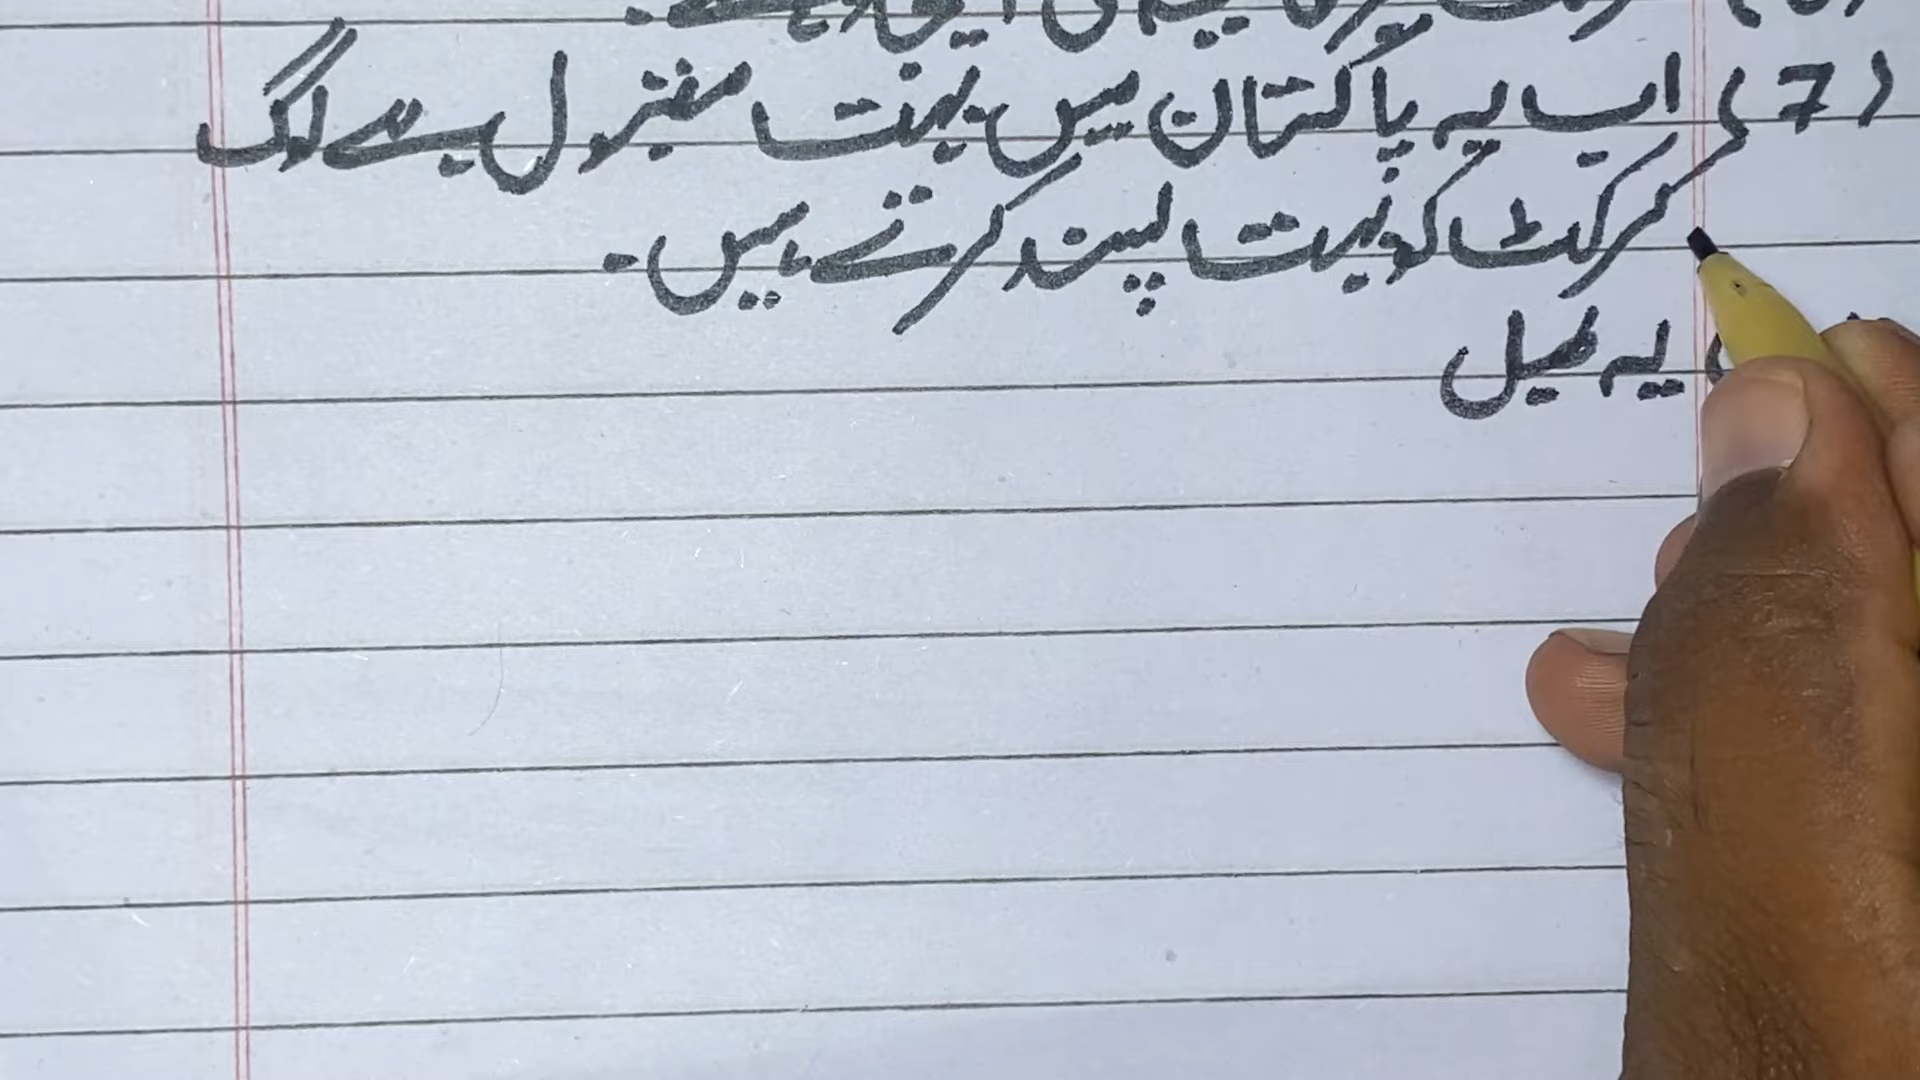 (7) اب یہ پاکستان میں بہت مقبول ہے لوگ
کرکٹ کو بہت پسند کرتے ہیں۔
یہ کھیل